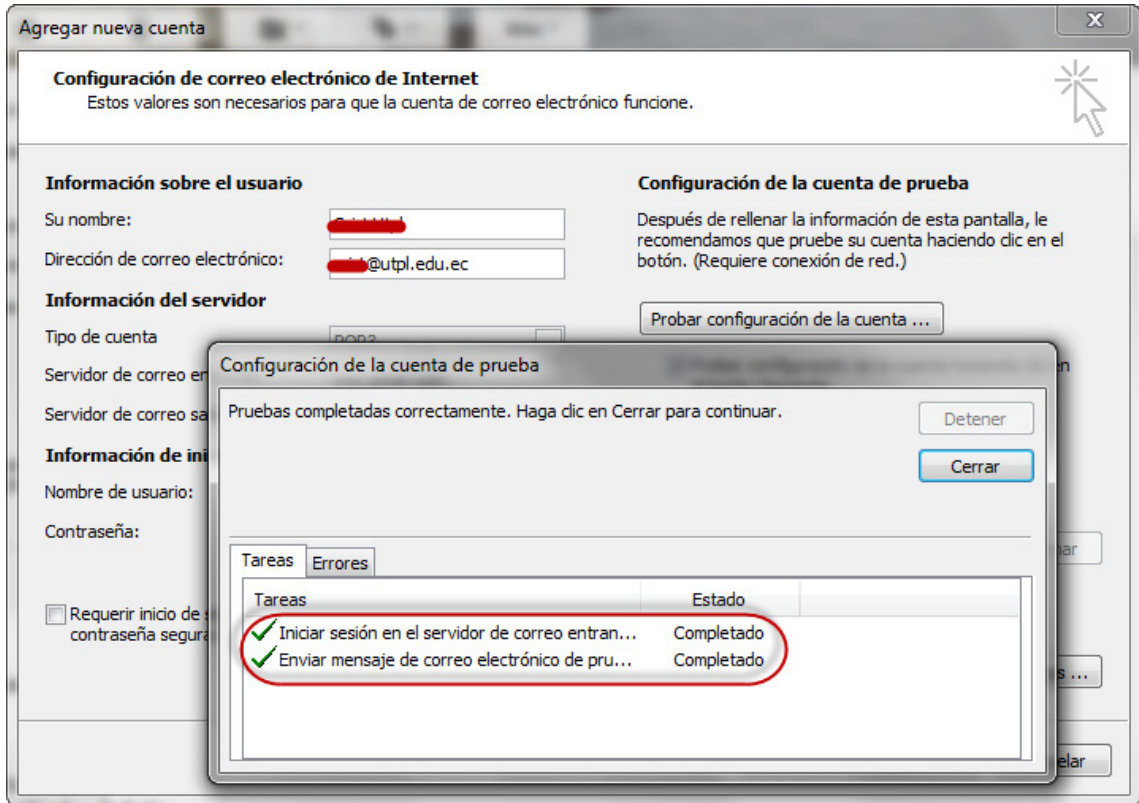 Agregar nueva cuenta
Configuración de correo electrónico de Internet
Estos valores son necesarios para que la cuenta de correo electrónico funcione.
Información sobre el usuario
Su nombre:
Dirección de correo electrónico:
@utpl.edu.ec
Información del servidor
Tipo de cuenta
POP3
Servidor de correo en
Servidor de correo sa
Información de ini
Nombre de usuario:
Contraseña:
Requerir inicio de s
contraseña segura
Configuración de la cuenta de prueba
Después de rellenar la información de esta pantalla, le
recomendamos que pruebe su cuenta haciendo clic en el
botón. (Requiere conexión de red.)
Probar configuración de la cuenta ...
en
nar
s ...
elar
Configuración de la cuenta de prueba
Pruebas completadas correctamente. Haga clic en Cerrar para continuar.
Detener
Cerrar
Tareas Errores
Tareas Estado
Iniciar sesión en el servidor de correo entran... Completado
Enviar mensaje de correo electrónico de pru... Completado